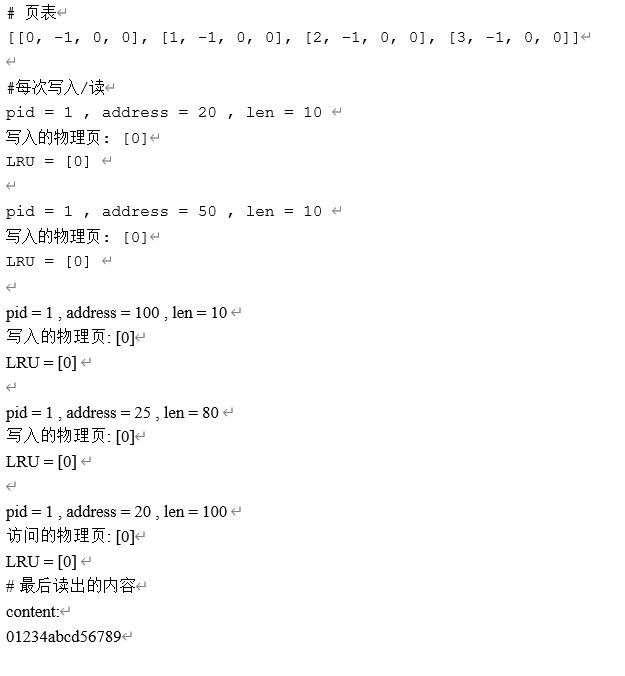 # 页表
[[0, -1, 0, 0], [1, -1, 0, 0], [2, -1, 0, 0], [3, -1, 0, 0]]
#每次写入/读
pid = 1 , address = 20 , len = 10
写入的物理页: [0]
LRU = [0]
pid = 1 , address = 50 , len = 10
写入的物理页: [0]
LRU = [0]
pid = 1 , address = 100 , len = 10
写入的物理页: [0]
LRU = [0]
pid = 1 , address = 25 , len = 80
写入的物理页: [0]
LRU = [0]
pid = 1 , address = 20 , len = 100
访问的物理页: [0]
LRU = [0]
# 最后读出的内容
content:
01234abcd56789